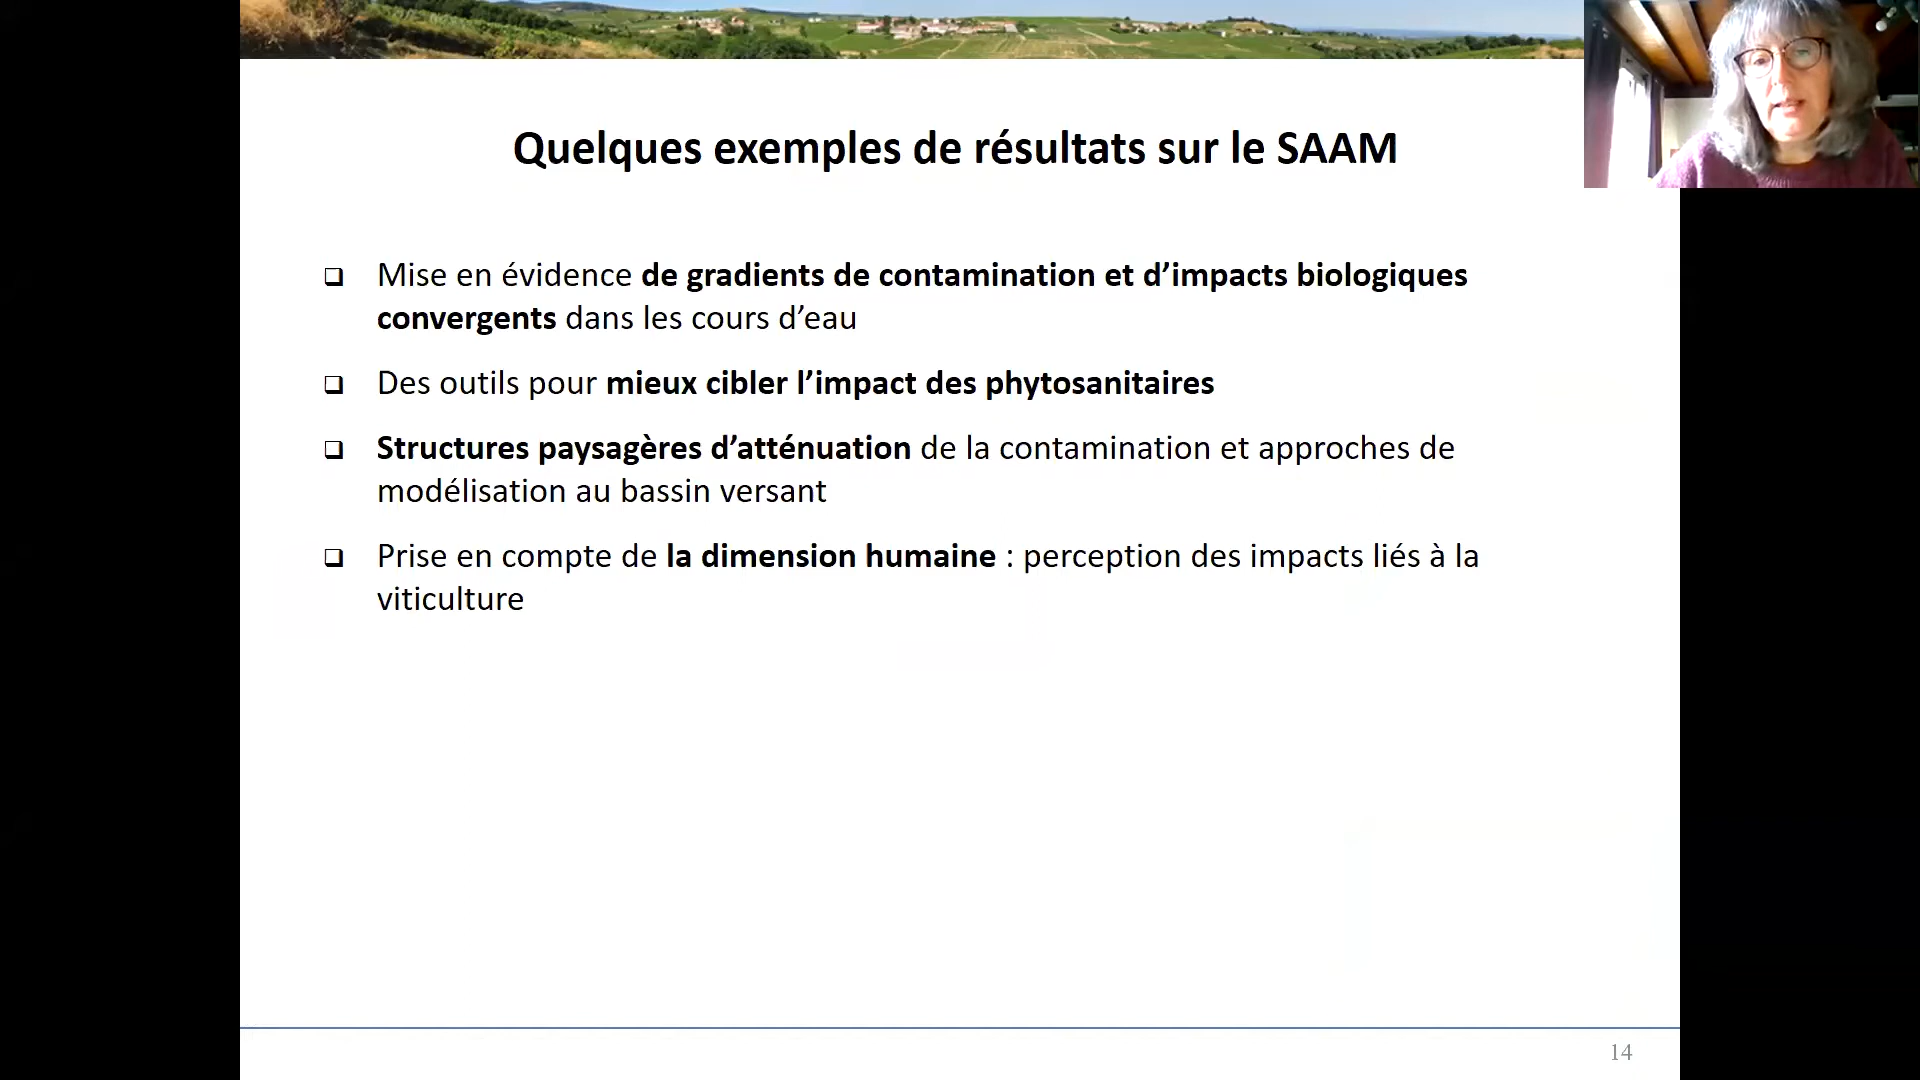 Quelques exemples de résultats sur le SAAM
❑ Mise en évidence de gradients de contamination et d’impacts biologiques
convergents dans les cours d’eau
❑ Des outils pour mieux cibler l’impact des phytosanitaires
❑ Structures paysagères d’atténuation de la contamination et approches de
modélisation au bassin versant
❑ Prise en compte de la dimension humaine : perception des impacts liés à la
viticulture
14